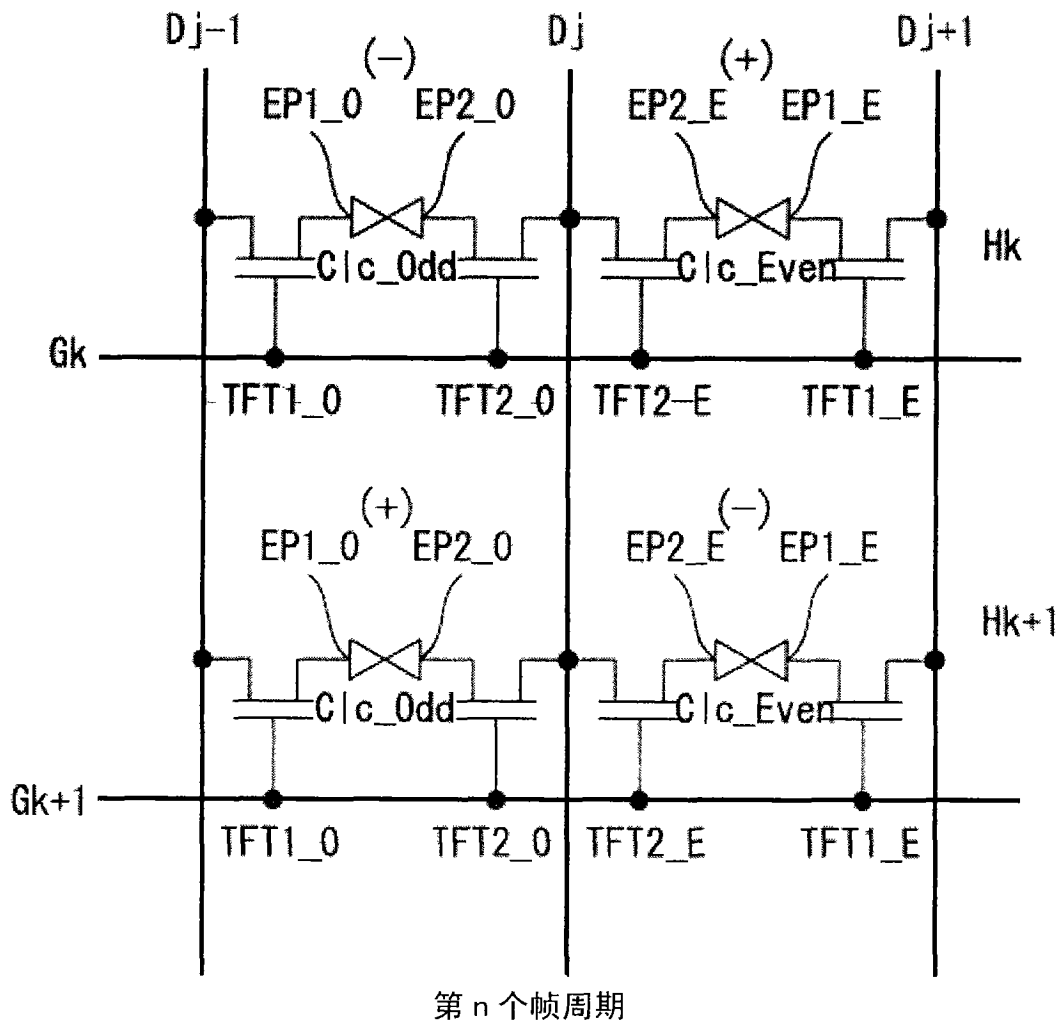 Dj-1 Dj Dj+1
(-) (+)
EP1_O EP2_O EP2_E EP1_E
Clc_Odd Clc_Even Hk
Gk
TFT1_O TFT2_O TFT2-E TFT1_E
(+) (-)
EP1_O EP2_O EP2_E EP1_E
Hk+1
Clc_Odd Clc_Even
Gk+1
TFT1_O TFT2_O TFT2_E TFT1_E
第 n 个帧周期